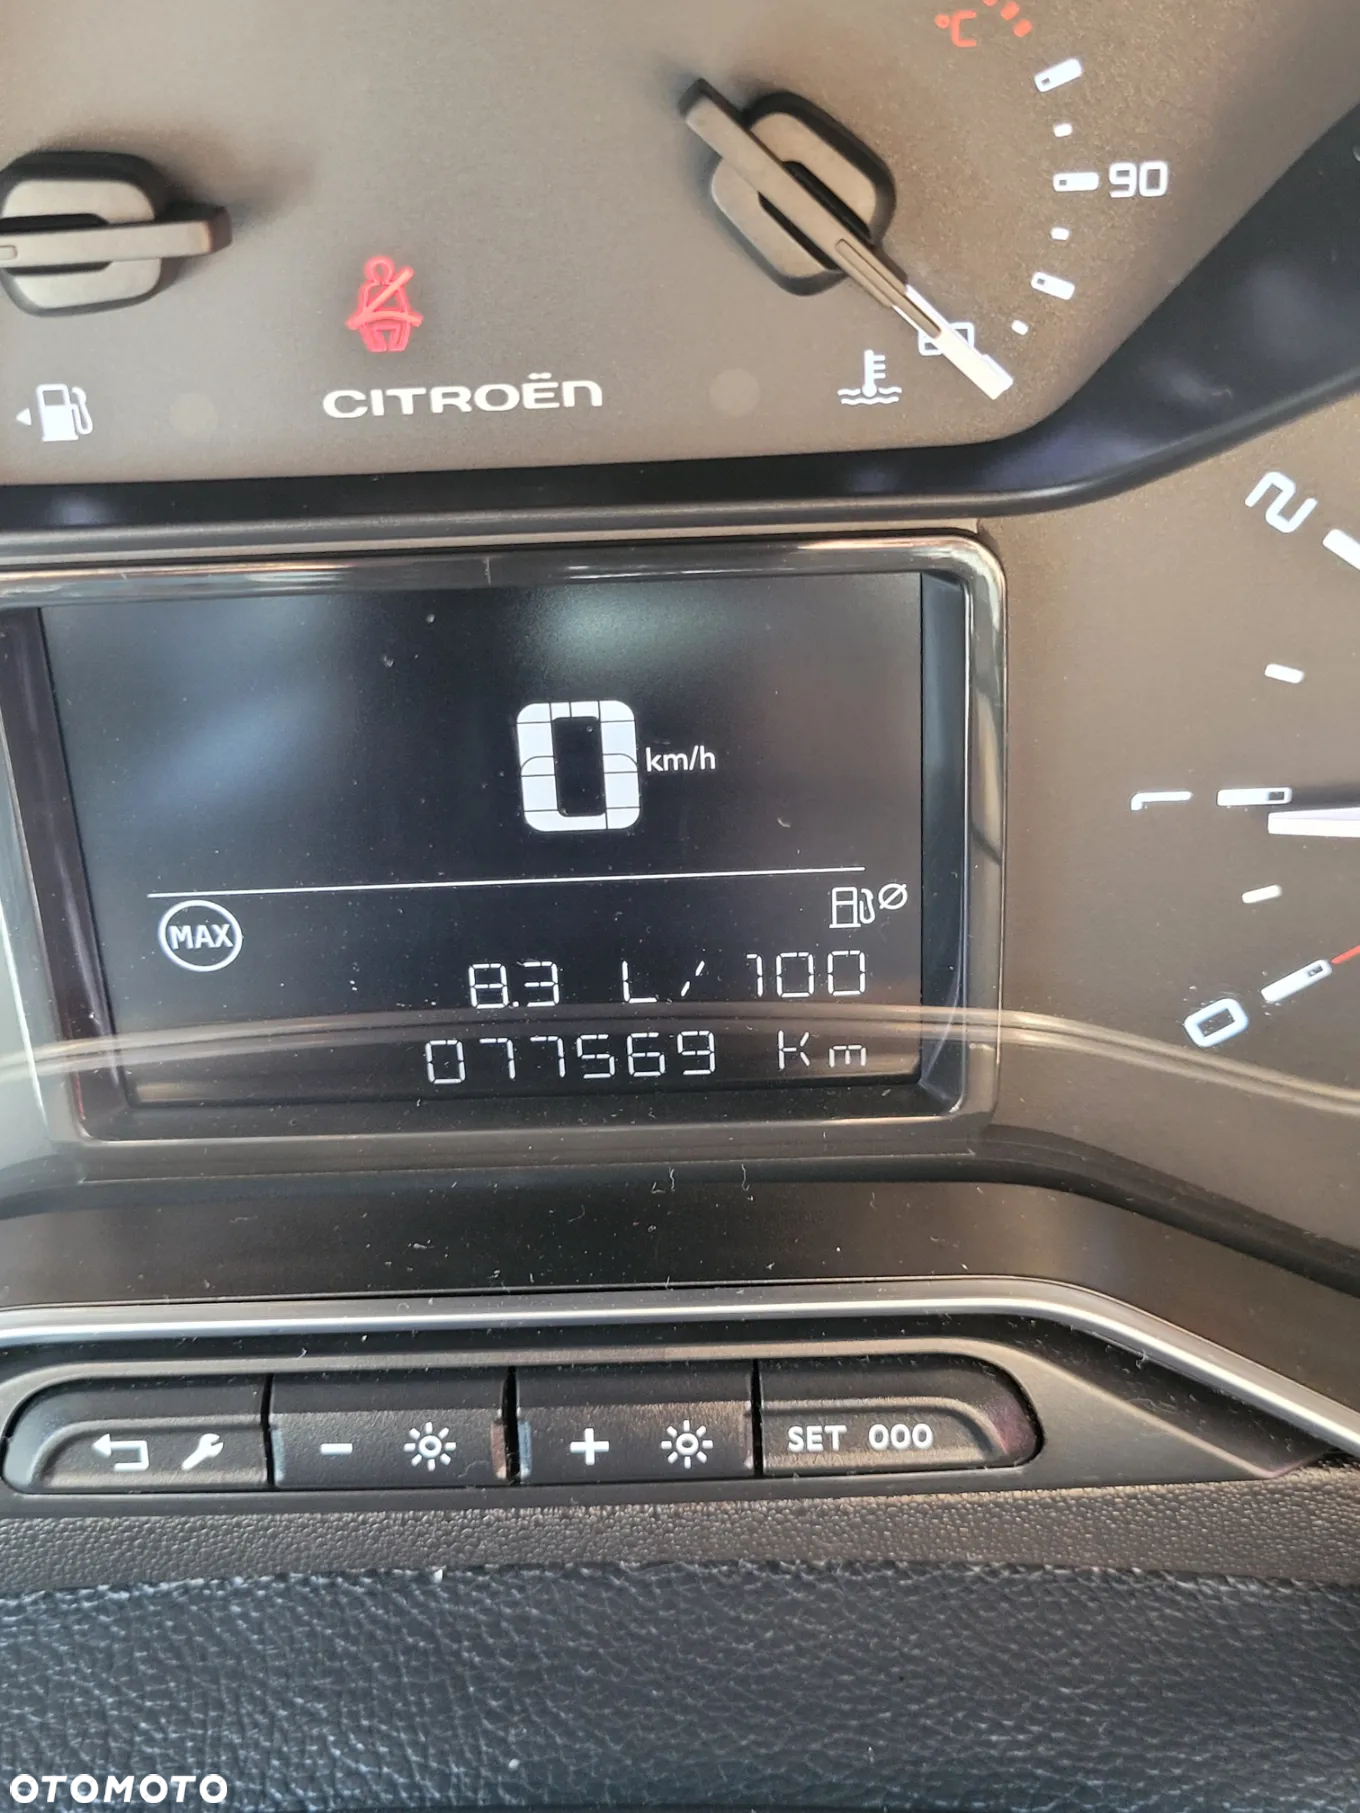 °C
90
CITROËN
2
0 km/h
1
MAX
8.3 L/100
0
077569 Km
- +
SET 000
OTOMOTO